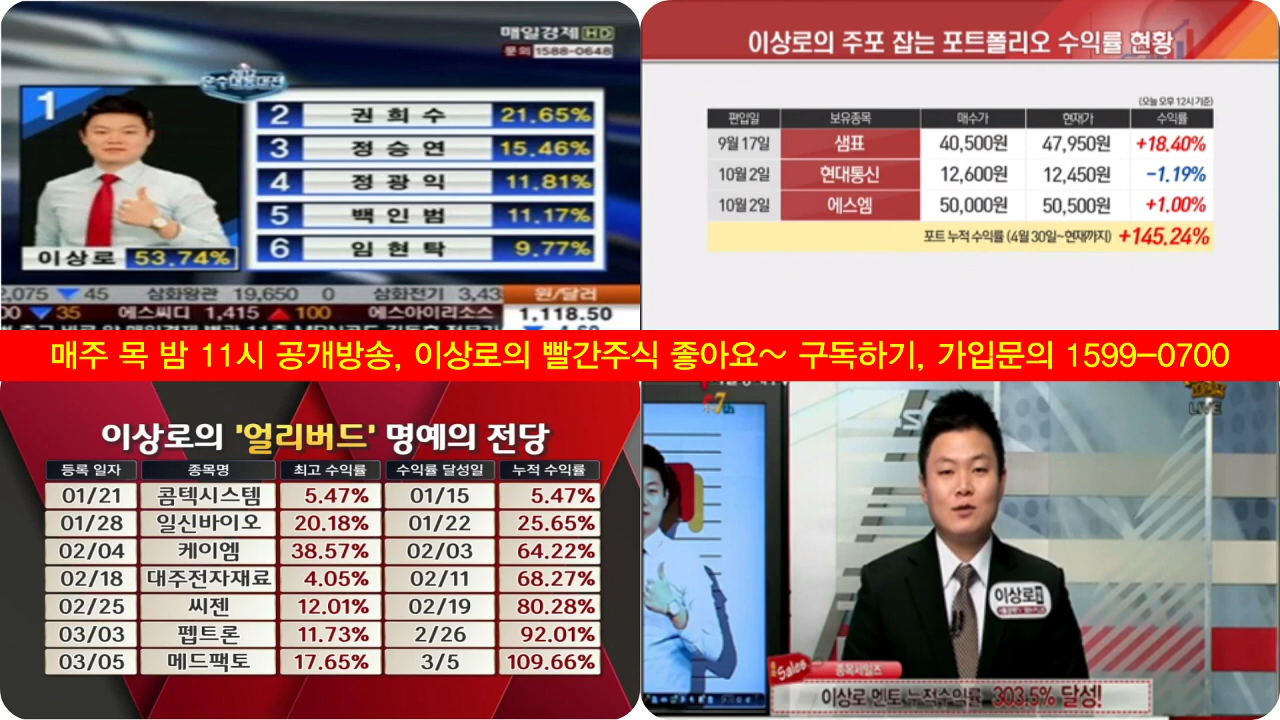 매일경제 HD
문의 1588-0648
1
이상로 53.74%
2 권희수 21.65%
3 정승연 15.46%
4 정광익 11.81%
5 백인범 11.17%
6 임현탁 9.77%
2,075 45 삼화왕관 19,650 0 삼화전기 3,43
원/달러
00 35 에스씨디 1,415 100 에스아이리소스
1,118.50
이상로의 주포 잡는 포트폴리오 수익률 현황
(오늘 오후 12시 기준)
편입일 보유종목 매수가 현재가 수익률
9월 17일 샘표 40,500원 47,950원 +18.40%
10월 2일 현대통신 12,600원 12,450원 -1.19%
10월 2일 에스엠 50,000원 50,500원 +1.00%
포트 누적 수익률 (4월 30일~현재까지) +145.24%
매주 목 밤 11시 공개방송, 이상로의 빨간주식 좋아요~ 구독하기, 가입문의 1599-0700
이상로의 '얼리버드' 명예의 전당
등록 일자 종목명 최고 수익률 수익률 달성일 누적 수익률
01/21 콤텍시스템 5.47% 01/15 5.47%
01/28 일신바이오 20.18% 01/22 25.65%
02/04 케이엠 38.57% 02/03 64.22%
02/18 대주전자재료 4.05% 02/11 68.27%
02/25 씨젠 12.01% 02/19 80.28%
03/03 펩트론 11.73% 2/26 92.01%
03/05 메드팩토 17.65% 3/5 109.66%
LIVE
이상로
Sales
종목세일즈
이상로 멘토 누적수익률 303.5% 달성!